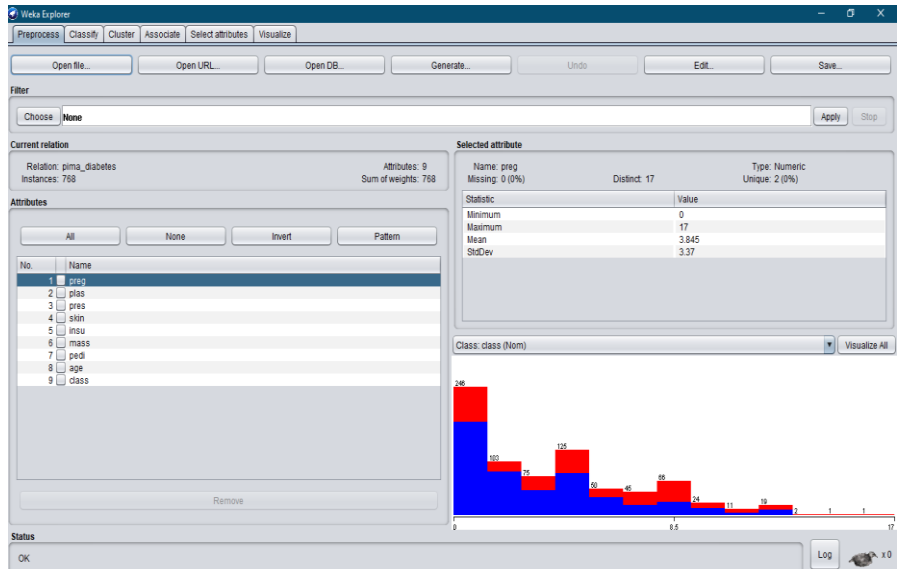 Weka Explorer
Preprocess Classify Cluster Associate Select attributes Visualize
Open file... Open URL... Open DB... Generate... Undo Edit... Save...
Filter
Choose None Apply Stop
Current relation
Relation: pima_diabetes Attributes: 9
Instances: 768 Sum of weights: 768
Attributes
All None Invert Pattern
No. Name
1 preg
2 plas
3 pres
4 skin
5 insu
6 mass
7 pedi
8 age
9 class
Remove
Selected attribute
Name: preg Type: Numeric
Missing: 0 (0%) Distinct: 17 Unique: 2 (0%)
Statistic Value
Minimum 0
Maximum 17
Mean 3.845
StdDev 3.37
Class: class (Nom) Visualize All
246
103
75
125
50
45
66
24
11
19
2
1
1
0 8.5 17
Status
OK Log x 0